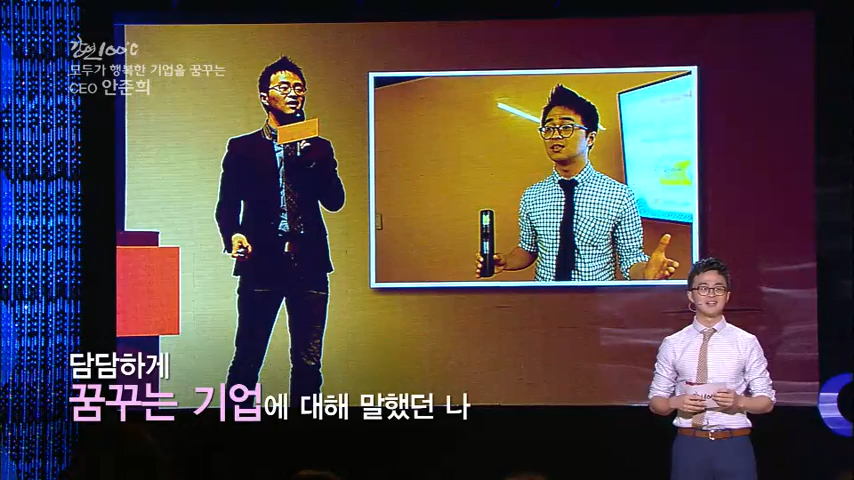 강연100℃
모두가 행복한 기업을 꿈꾸는
CEO 안준희
담담하게
꿈꾸는 기업에 대해 말했던 나